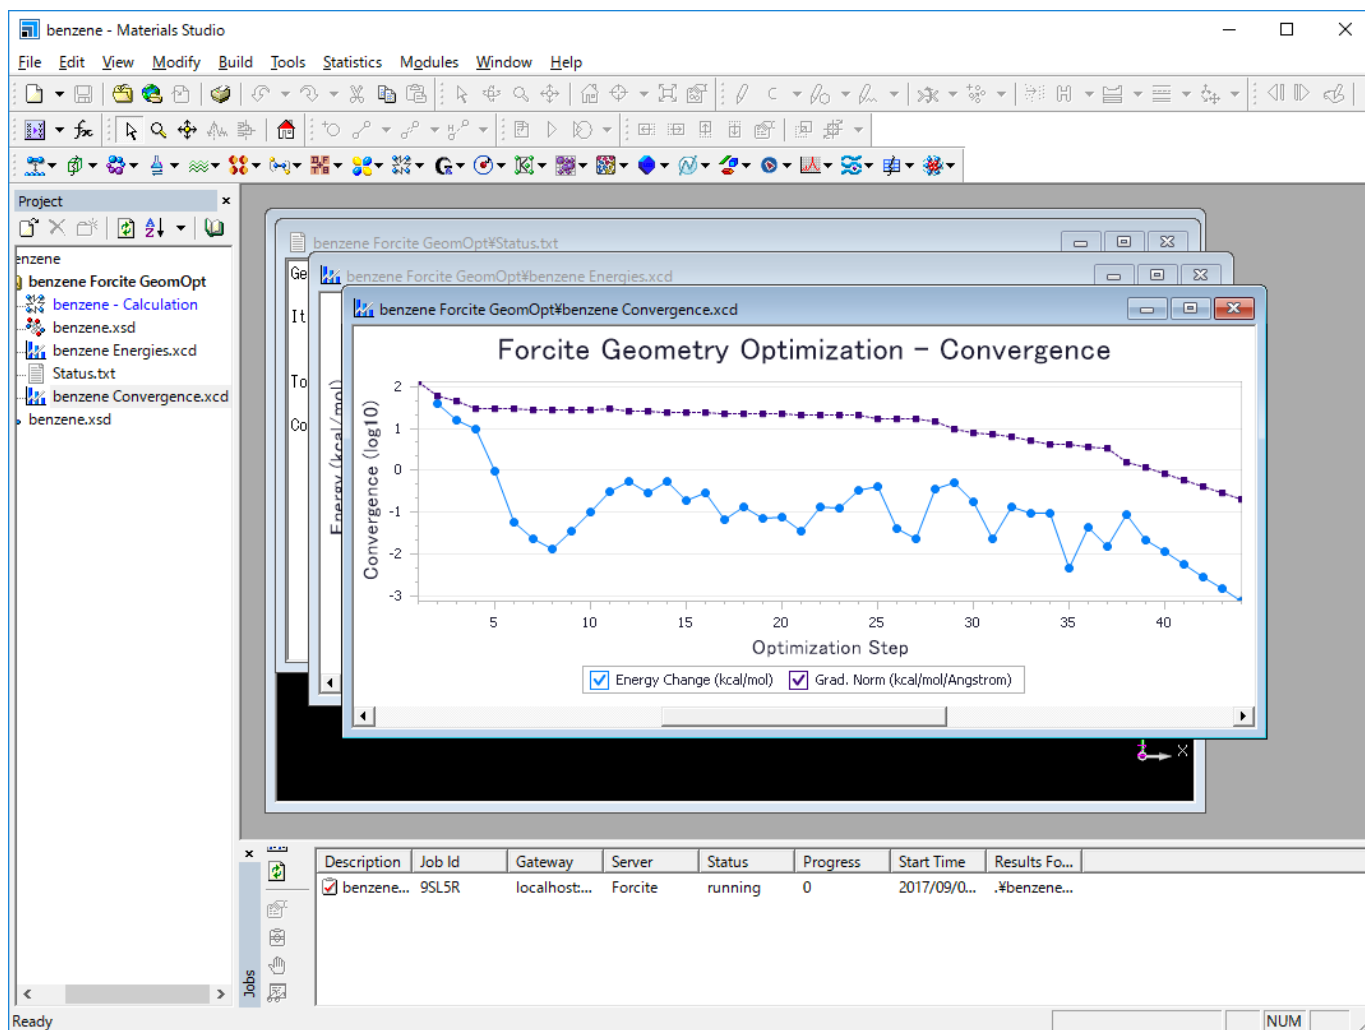 benzene - Materials Studio
File Edit View Modify Build Tools Statistics Modules Window Help
Project
enzene
benzene Forcite GeomOpt
benzene - Calculation
benzene.xsd
benzene Energies.xcd
Status.txt
benzene Convergence.xcd
benzene.xsd
benzene Forcite GeomOpt¥Status.txt
Ge
It
To
Co
benzene Forcite GeomOpt¥benzene Energies.xcd
Energy (kcal/mol)
benzene Forcite GeomOpt¥benzene Convergence.xcd
Forcite Geometry Optimization - Convergence
Convergence (log10)
2
1
0
-1
-2
-3
5 10 15 20 25 30 35 40
Optimization Step
Energy Change (kcal/mol) Grad. Norm (kcal/mol/Angstrom)
X
Jobs
Description Job Id Gateway Server Status Progress Start Time Results Fo...
benzene... 9SL5R localhost:... Forcite running 0 2017/09/0... .¥benzene...
Ready NUM